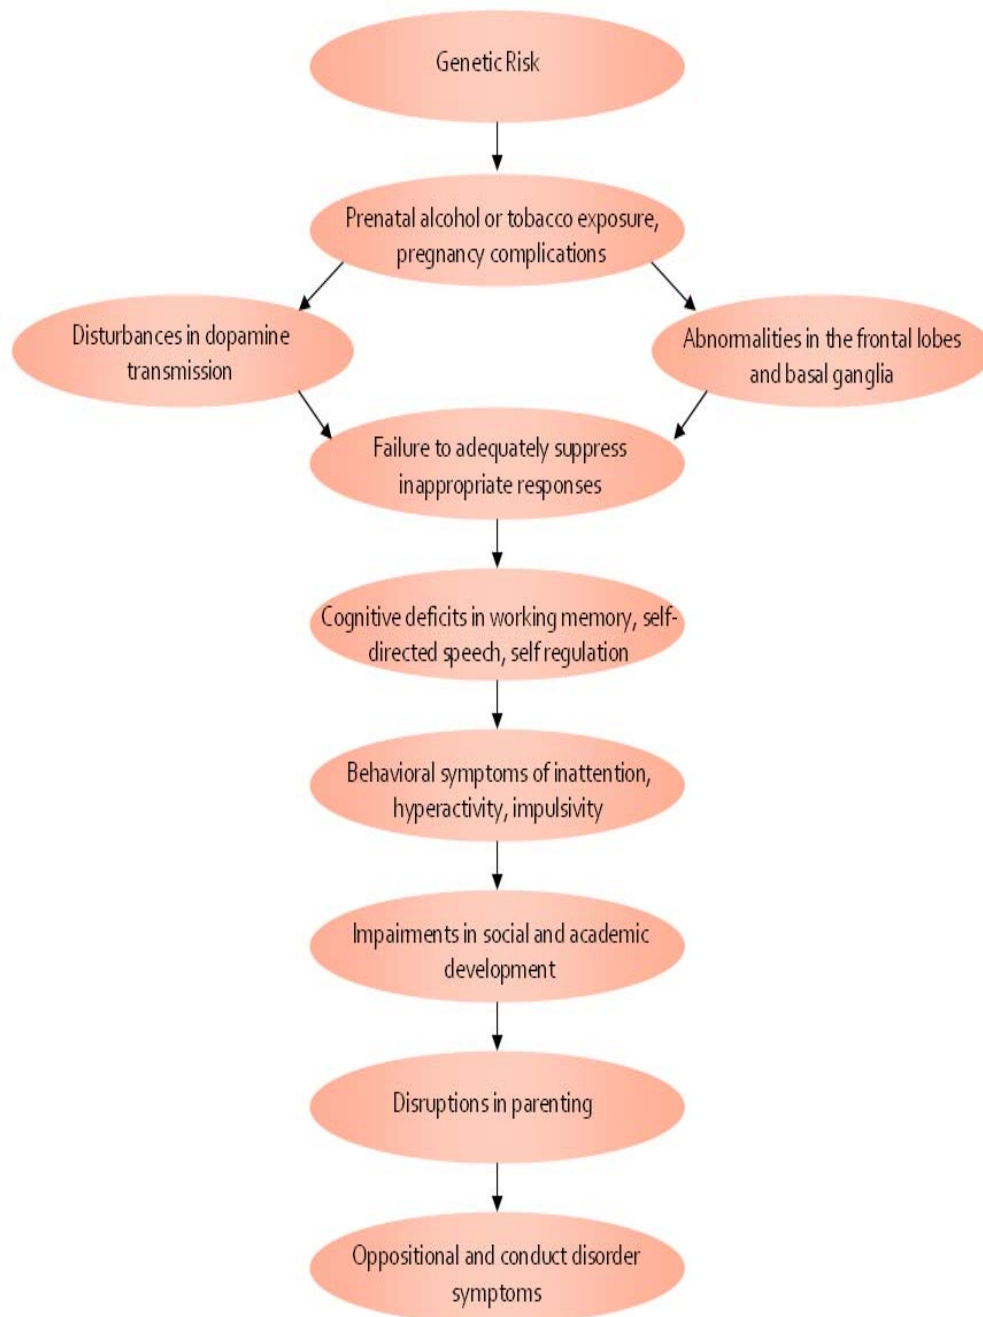 Genetic Risk
Prenatal alcohol or tobacco exposure,
pregnancy complications
Disturbances in dopamine
transmission
Abnormalities in the frontal lobes
and basal ganglia
Failure to adequately suppress
inappropriate responses
Cognitive deficits in working memory, self-
directed speech, self regulation
Behavioral symptoms of inattention,
hyperactivity, impulsivity
Impairments in social and academic
development
Disruptions in parenting
Oppositional and conduct disorder
symptoms